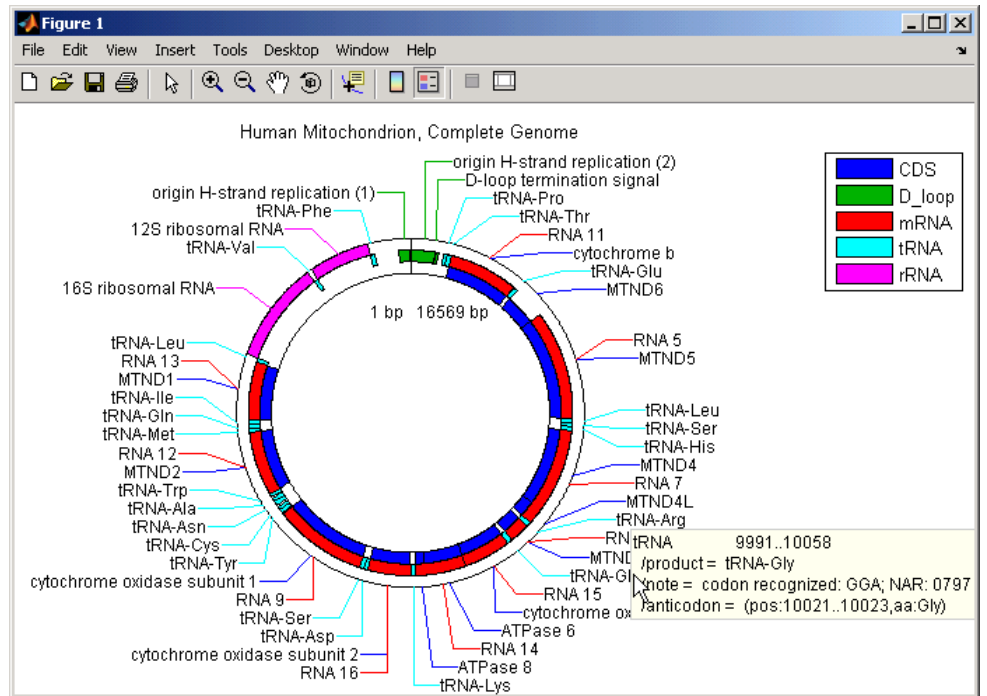 Figure 1
File Edit View Insert Tools Desktop Window Help
Human Mitochondrion, Complete Genome
CDS
D_loop
mRNA
tRNA
rRNA
origin H-strand replication (2)
D-loop termination signal
tRNA-Pro
tRNA-Thr
RNA 11
cytochrome b
tRNA-Glu
MTND6
RNA 5
MTND5
tRNA-Leu
tRNA-Ser
tRNA-His
MTND4
RNA 7
MTND4L
tRNA-Arg
RN
MTND
tRNA-Gl
RNA 15
cytochrome ox
ATPase 6
RNA 14
ATPase 8
tRNA-Lys
origin H-strand replication (1)
tRNA-Phe
12S ribosomal RNA
tRNA-Val
16S ribosomal RNA
1 bp 16569 bp
tRNA-Leu
RNA 13
MTND1
tRNA-Ile
tRNA-Gln
tRNA-Met
RNA 12
MTND2
tRNA-Trp
tRNA-Ala
tRNA-Asn
tRNA-Cys
tRNA-Tyr
cytochrome oxidase subunit 1
RNA 9
tRNA-Ser
tRNA-Asp
cytochrome oxidase subunit 2
RNA 16
tRNA 9991..10058
/product = tRNA-Gly
/note = codon recognized: GGA; NAR: 0797
/anticodon = (pos:10021..10023,aa:Gly)